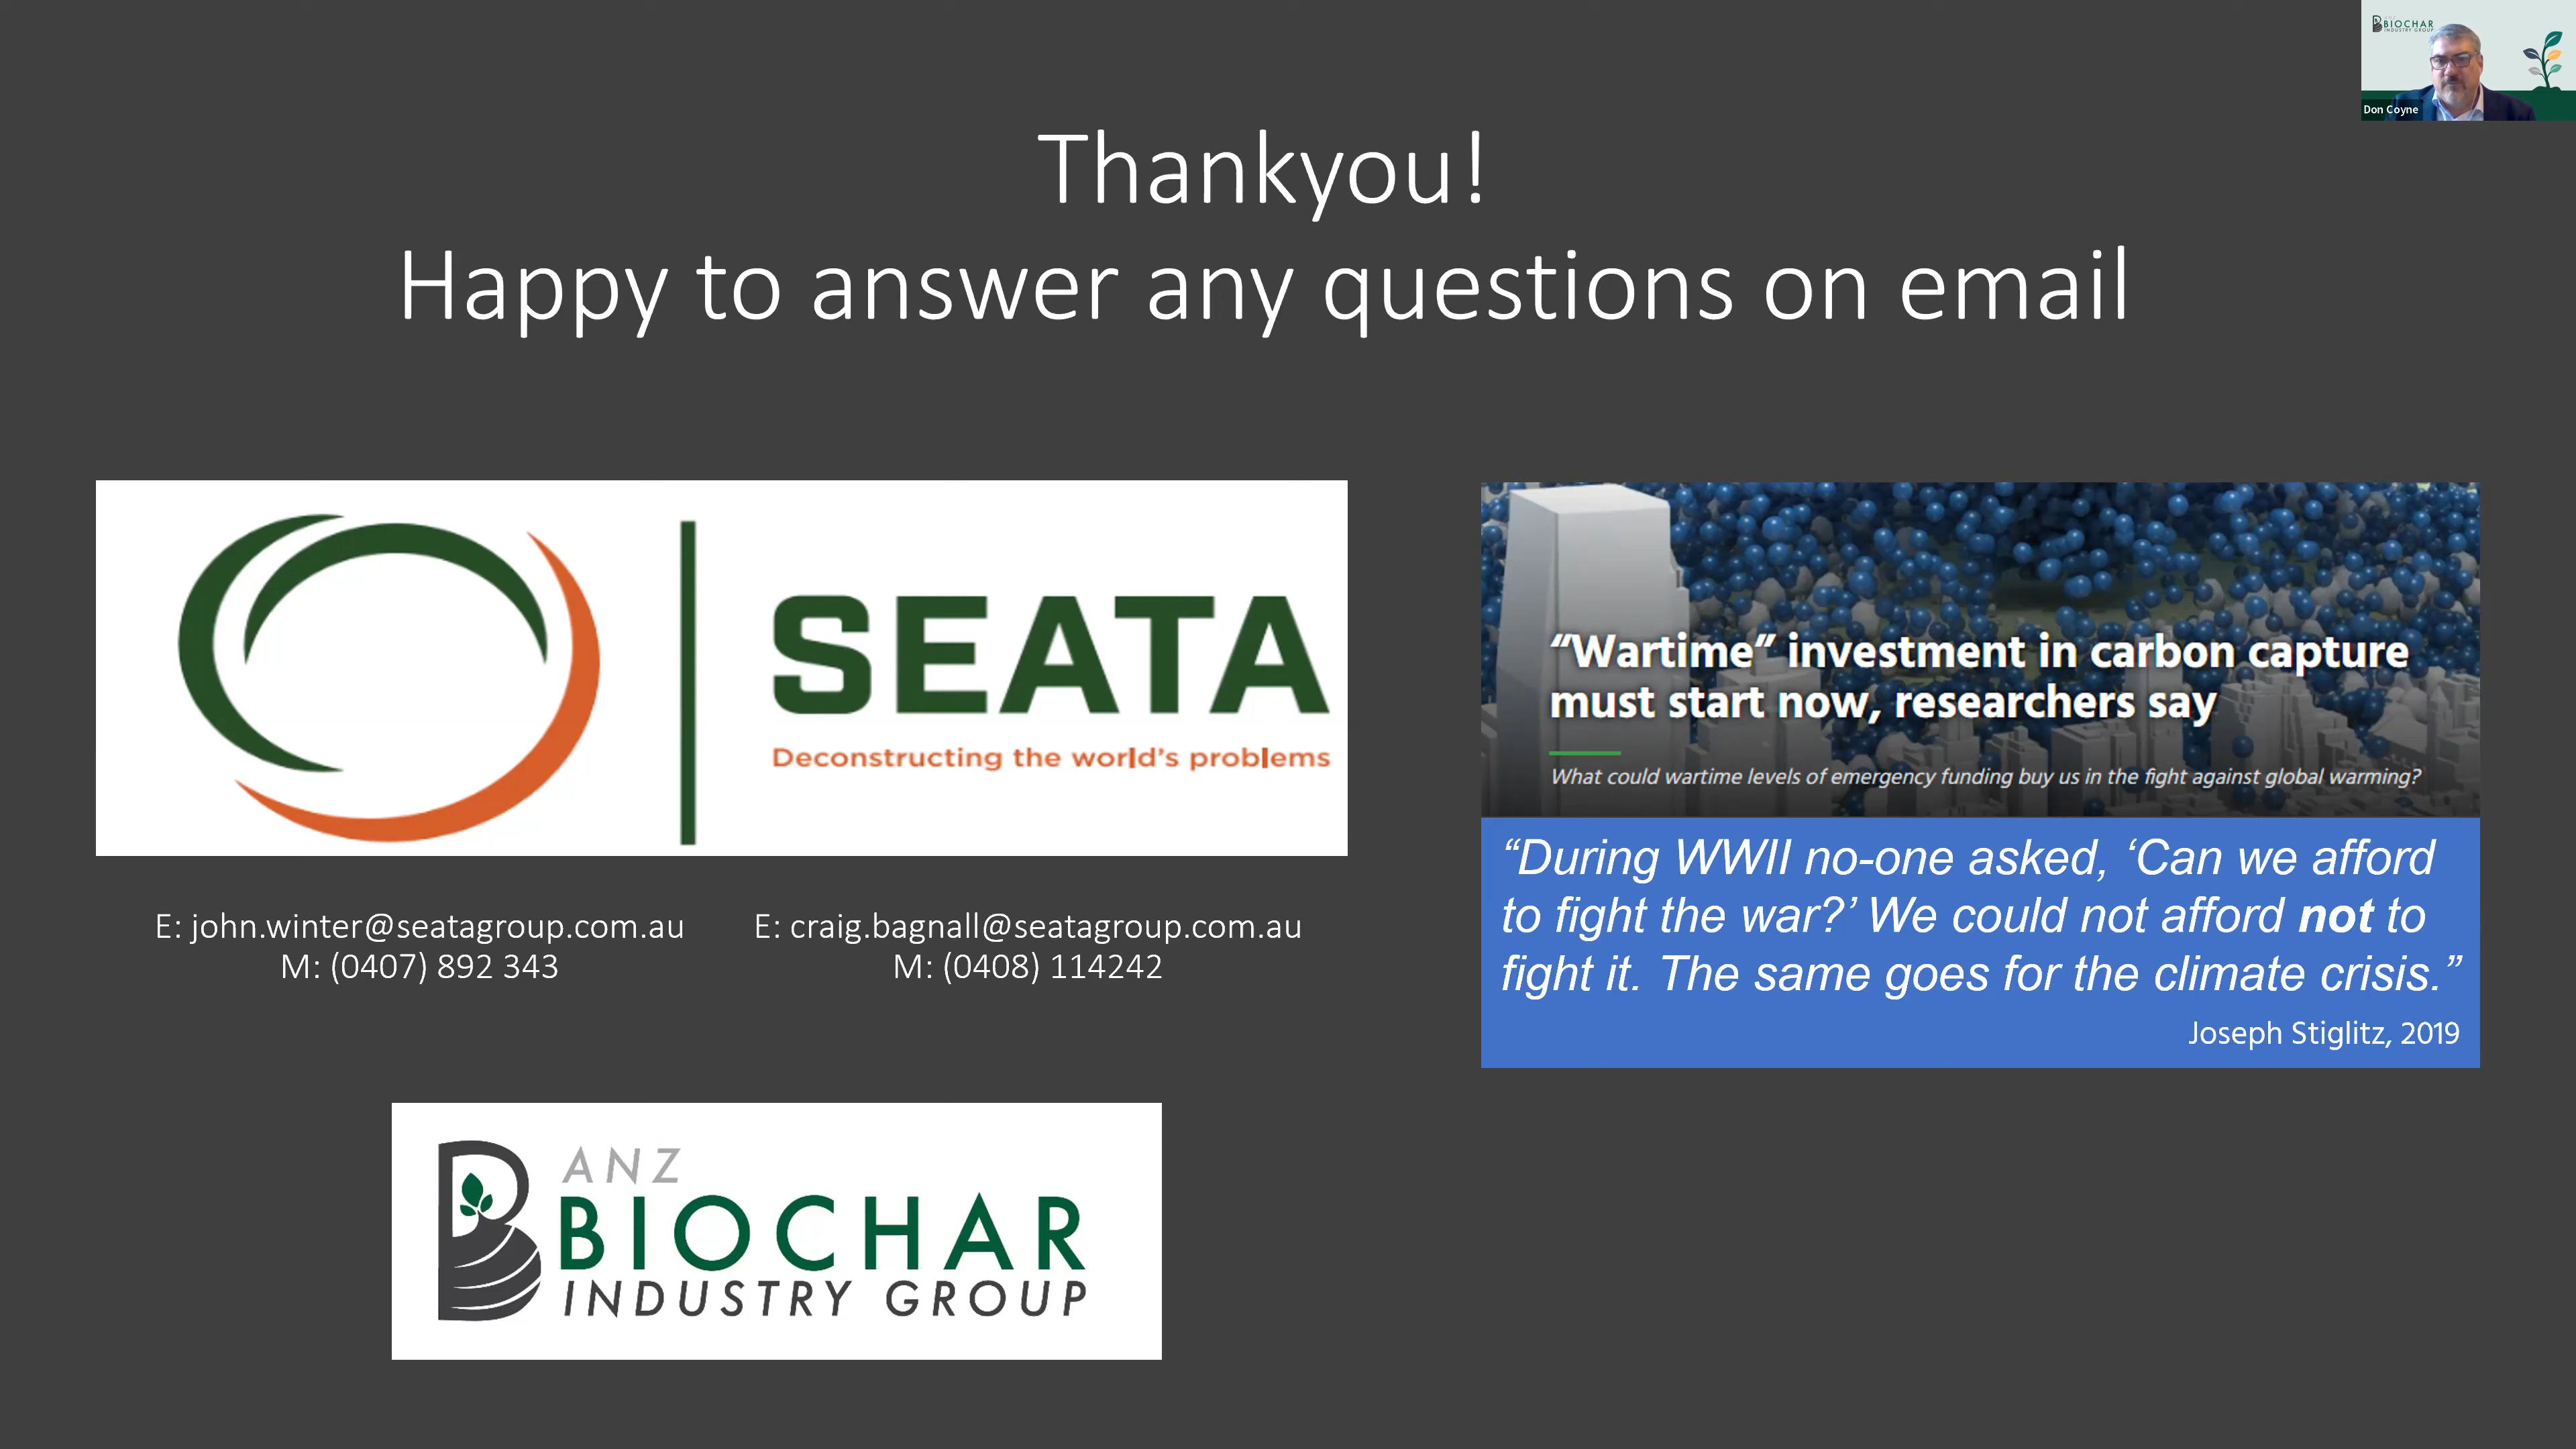 BIOCHAR
INDUSTRY GROUP
Don Coyne
Thankyou!
Happy to answer any questions on email
SEATA
Deconstructing the world's problems
E: john.winter@seatagroup.com.au
M: (0407) 892 343
E: craig.bagnall@seatagroup.com.au
M: (0408) 114242
“Wartime” investment in carbon capture
must start now, researchers say
What could wartime levels of emergency funding buy us in the fight against global warming?
“During WWII no-one asked, ‘Can we afford
to fight the war?’ We could not afford not to
fight it. The same goes for the climate crisis.”
Joseph Stiglitz, 2019
ANZ
BIOCHAR
INDUSTRY GROUP